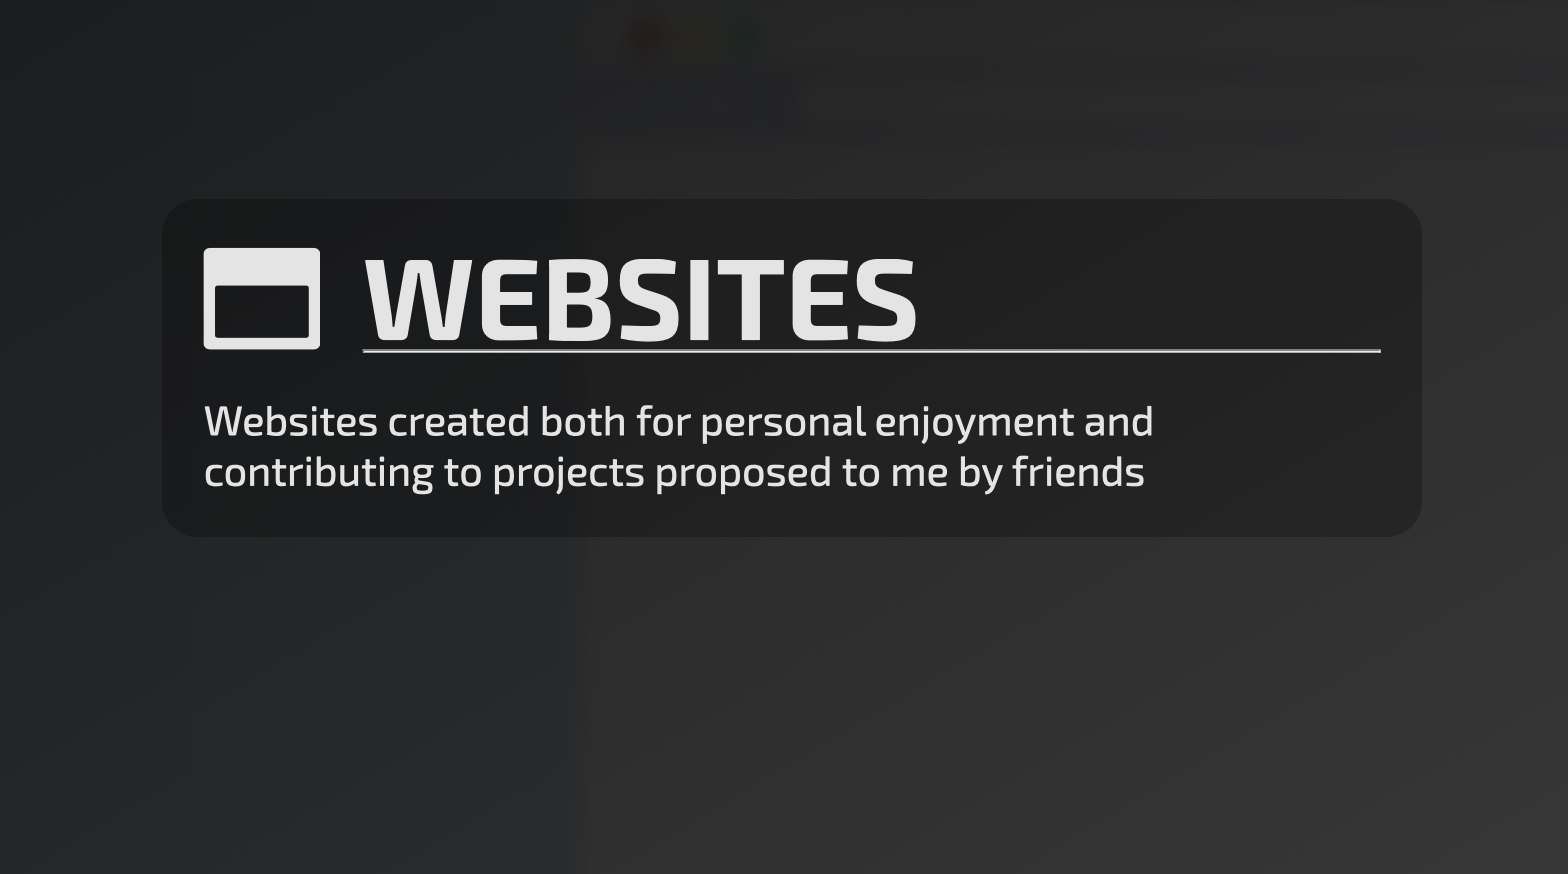 WEBSITES
Websites created both for personal enjoyment and
contributing to projects proposed to me by friends